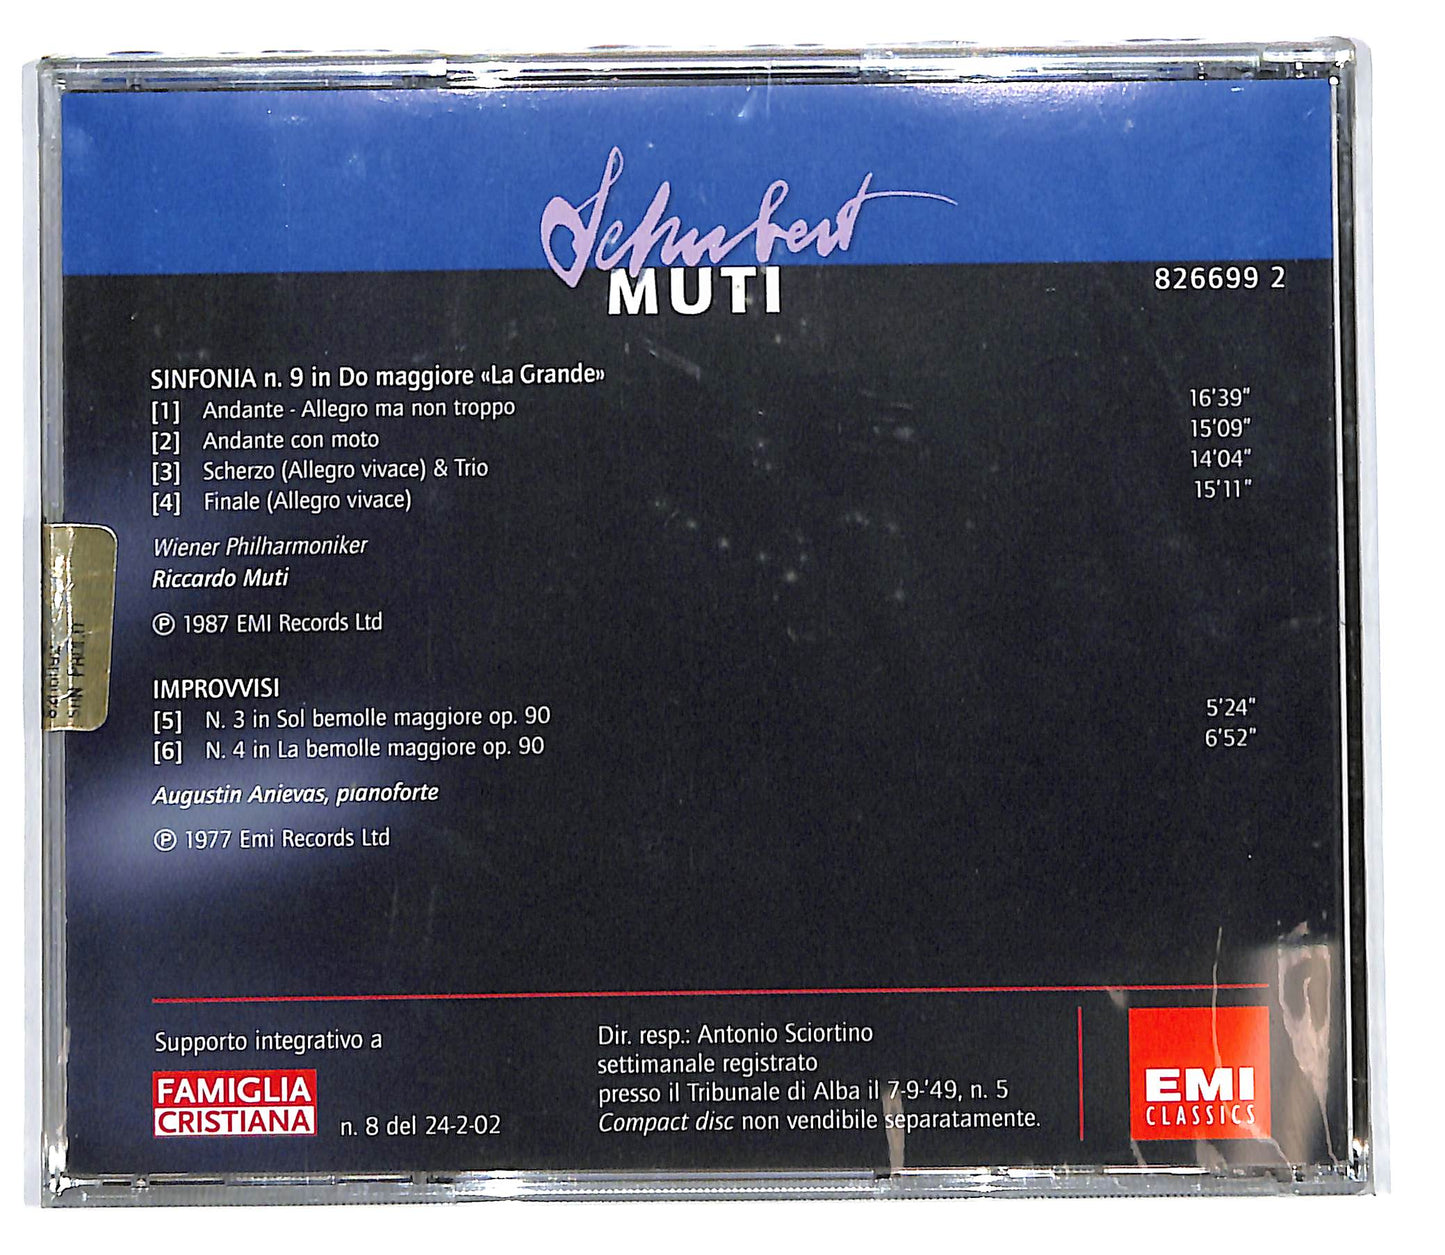 Schubert
MUTI
826699 2
SINFONIA n. 9 in Do maggiore «La Grande»
[1] Andante - Allegro ma non troppo 16'39"
[2] Andante con moto 15'09"
[3] Scherzo (Allegro vivace) & Trio 14'04"
[4] Finale (Allegro vivace) 15'11"
Wiener Philharmoniker
Riccardo Muti
℗ 1987 EMI Records Ltd
IMPROVVISI
[5] N. 3 in Sol bemolle maggiore op. 90 5'24"
[6] N. 4 in La bemolle maggiore op. 90 6'52"
Augustin Anievas, pianoforte
℗ 1977 Emi Records Ltd
Supporto integrativo a
FAMIGLIA
CRISTIANA
n. 8 del 24-2-02
Dir. resp.: Antonio Sciortino
settimanale registrato
presso il Tribunale di Alba il 7-9-'49, n. 5
Compact disc non vendibile separatamente.
EMI
CLASSICS